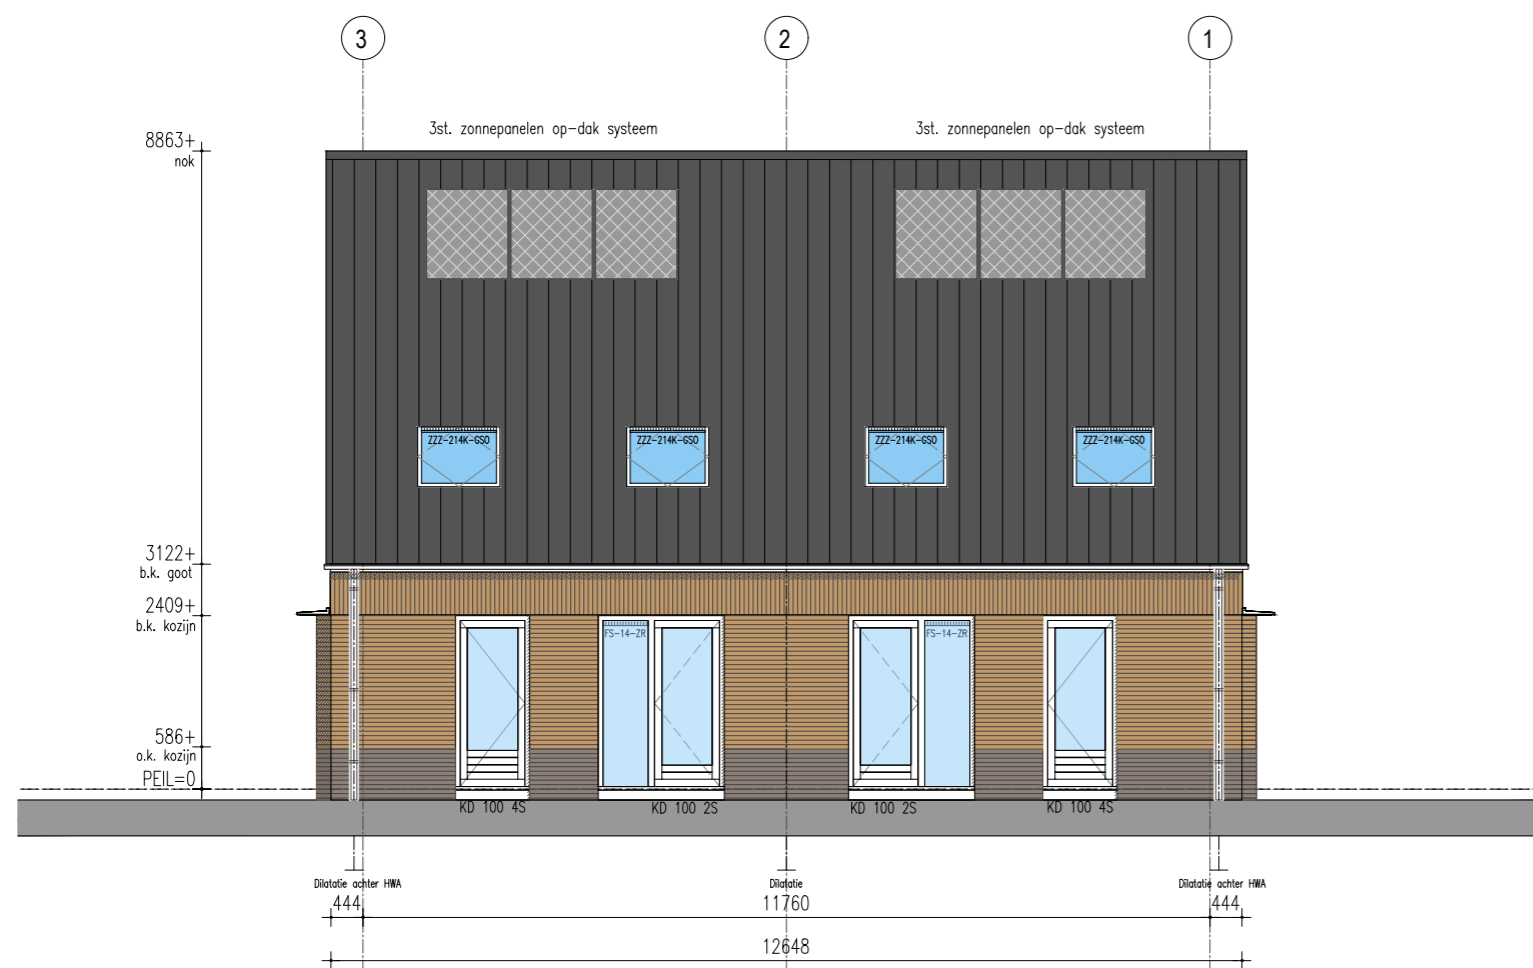 3
2
1
3st. zonnepanelen op-dak systeem
3st. zonnepanelen op-dak systeem
8863+
nok
ZZZ-214K-GSO
ZZZ-214K-GSO
ZZZ-214K-GSO
ZZZ-214K-GSO
3122+
b.k. goot
2409+
b.k. kozijn
FS-14-ZR
FS-14-ZR
586+
o.k. kozijn
PEIL=0
KD 100 4S
KD 100 2S
KD 100 2S
KD 100 4S
Dilatatie achter HWA
Dilatatie
Dilatatie achter HWA
444
11760
444
12648